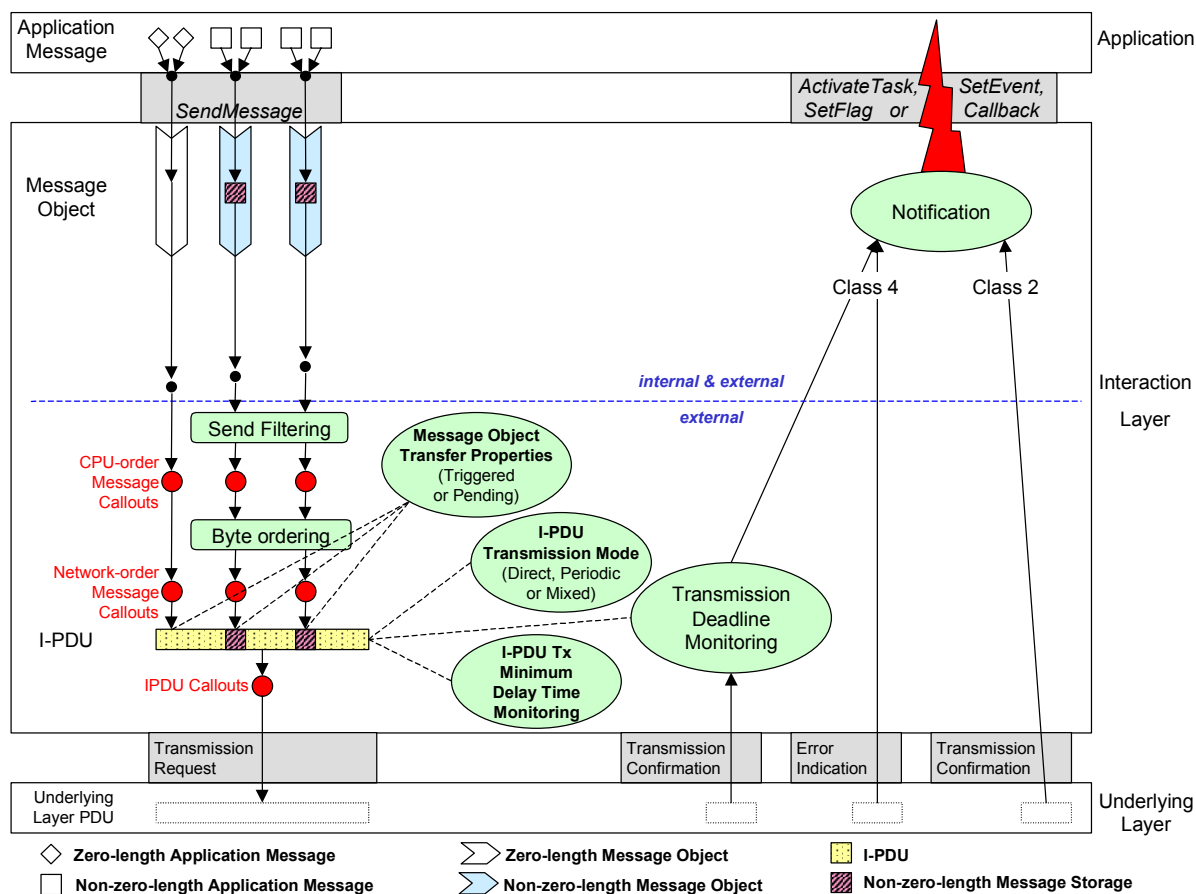 Application
Message
Application
SendMessage
ActivateTask,
SetFlag or
SetEvent,
Callback
Message
Object
Notification
Class 4
Class 2
internal & external
external
Interaction
Layer
Send Filtering
CPU-order
Message
Callouts
Message Object
Transfer Properties
(Triggered
or Pending)
Byte ordering
I-PDU
Transmission Mode
(Direct, Periodic
or Mixed)
Network-order
Message
Callouts
Transmission
Deadline
Monitoring
I-PDU
I-PDU Tx
Minimum
Delay Time
Monitoring
IPDU Callouts
Transmission
Request
Transmission
Confirmation
Error
Indication
Transmission
Confirmation
Underlying
Layer PDU
Underlying
Layer
Zero-length Application Message
Zero-length Message Object
I-PDU
Non-zero-length Application Message
Non-zero-length Message Object
Non-zero-length Message Storage